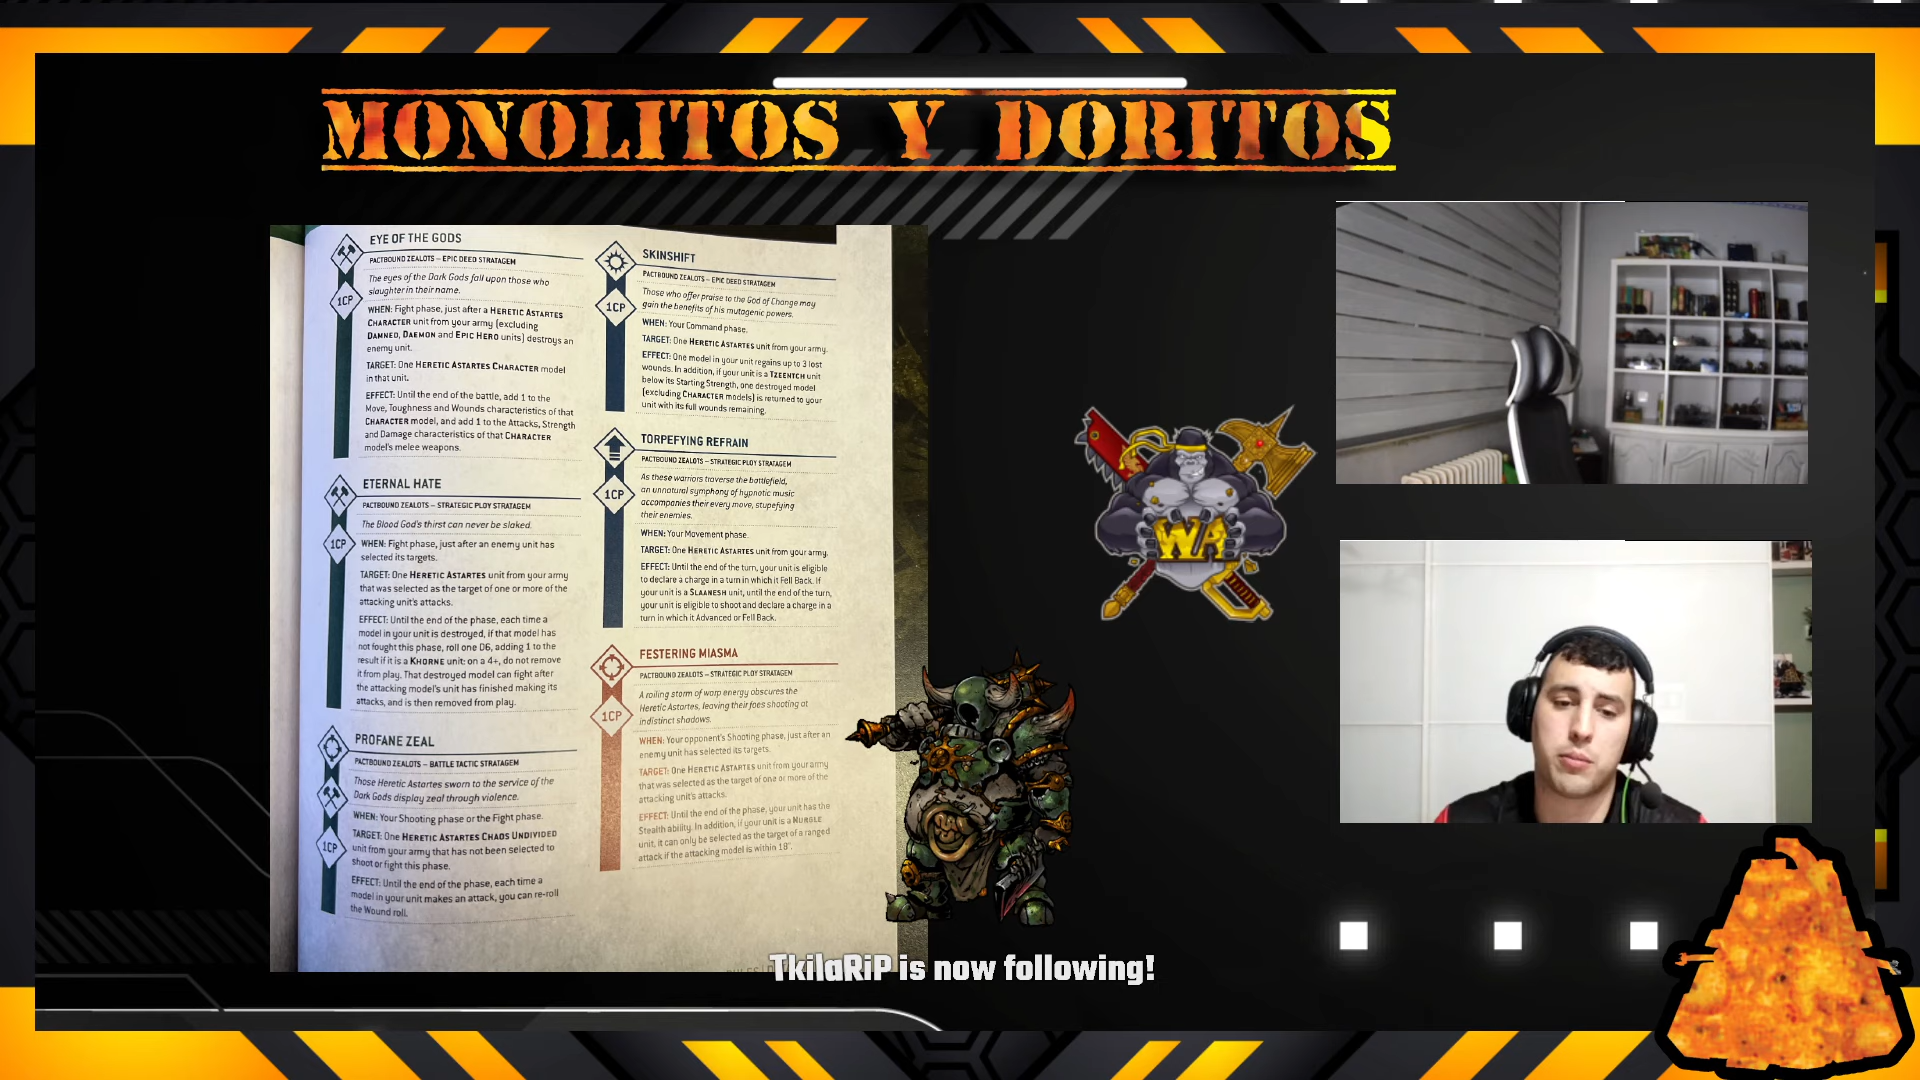 MONOLITOS Y DORITOS
EYE OF THE GODS
PACTBOUND ZEALOTS – EPIC DEED STRATAGEM
The eyes of the Dark Gods fall upon those who
slaughter in their name.
1CP
WHEN: Fight phase, just after a HERETIC ASTARTES
CHARACTER unit from your army (excluding
DAMNED, DAEMON and EPIC HERO units) destroys an
enemy unit.
TARGET: One HERETIC ASTARTES CHARACTER model
in that unit.
EFFECT: Until the end of the battle, add 1 to the
Move, Toughness and Wounds characteristics of that
CHARACTER model, and add 1 to the Attacks, Strength
and Damage characteristics of that CHARACTER
model's melee weapons.
ETERNAL HATE
PACTBOUND ZEALOTS – STRATEGIC PLOY STRATAGEM
The Blood God's thirst can never be slaked.
1CP
WHEN: Fight phase, just after an enemy unit has
selected its targets.
TARGET: One HERETIC ASTARTES unit from your army
that was selected as the target of one or more of the
attacking unit's attacks.
EFFECT: Until the end of the phase, each time a
model in your unit is destroyed, if that model has
not fought this phase, roll one D6, adding 1 to the
result if it is a KHORNE unit: on a 4+, do not remove
it from play. That destroyed model can fight after
the attacking model's unit has finished making its
attacks, and is then removed from play.
PROFANE ZEAL
PACTBOUND ZEALOTS – BATTLE TACTIC STRATAGEM
Those Heretic Astartes sworn to the service of the
Dark Gods display zeal through violence.
WHEN: Your Shooting phase or the Fight phase.
1CP
TARGET: One HERETIC ASTARTES CHAOS UNDIVIDED
unit from your army that has not been selected to
shoot or fight this phase.
EFFECT: Until the end of the phase, each time a
model in your unit makes an attack, you can re-roll
the Wound roll.
SKINSHIFT
PACTBOUND ZEALOTS – EPIC DEED STRATAGEM
Those who offer praise to the God of Change may
gain the benefits of his mutagenic powers.
1CP
WHEN: Your Command phase.
TARGET: One HERETIC ASTARTES unit from your army.
EFFECT: One model in your unit regains up to 3 lost
wounds. In addition, if your unit is a TZEENTCH unit
below its Starting Strength, one destroyed model
(excluding CHARACTER models) is returned to your
unit with its full wounds remaining.
TORPEFYING REFRAIN
PACTBOUND ZEALOTS – STRATEGIC PLOY STRATAGEM
As these warriors traverse the battlefield,
an unnatural symphony of hypnotic music
accompanies their every move, stupefying
their enemies.
1CP
WHEN: Your Movement phase.
TARGET: One HERETIC ASTARTES unit from your army.
EFFECT: Until the end of the turn, your unit is eligible
to declare a charge in a turn in which it Fell Back. If
your unit is a SLAANESH unit, until the end of the turn,
your unit is eligible to shoot and declare a charge in a
turn in which it Advanced or Fell Back.
FESTERING MIASMA
PACTBOUND ZEALOTS – STRATEGIC PLOY STRATAGEM
A roiling storm of warp energy obscures the
Heretic Astartes, leaving their foes shooting at
indistinct shadows.
1CP
WHEN: Your opponent's Shooting phase, just after an
enemy unit has selected its targets.
TARGET: One HERETIC ASTARTES unit from your army
that was selected as the target of one or more of the
attacking unit's attacks.
EFFECT: Until the end of the phase, your unit has the
Stealth ability. In addition, if your unit is a NURGLE
unit, it can only be selected as the target of a ranged
attack if the attacking model is within 18".
WA
TkilaRiP is now following!